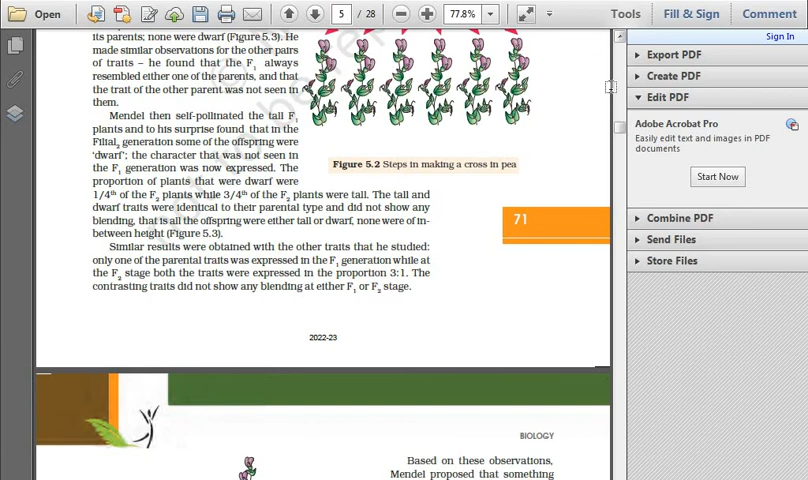 Open
5
/ 28
77.8%
Tools
Fill & Sign
Comment
Sign In
Export PDF
Create PDF
Edit PDF
Adobe Acrobat Pro
Easily edit text and images in PDF
documents
Start Now
Combine PDF
Send Files
Store Files
its parents; none were dwarf (Figure 5.3). He
made similar observations for the other pairs
of traits – he found that the F1 always
resembled either one of the parents, and that
the trait of the other parent was not seen in
them.
Mendel then self-pollinated the tall F1
plants and to his surprise found that in the
Filial2 generation some of the offspring were
‘dwarf’; the character that was not seen in
the F1 generation was now expressed. The
proportion of plants that were dwarf were
1/4th of the F2 plants while 3/4th of the F2 plants were tall. The tall and
dwarf traits were identical to their parental type and did not show any
blending, that is all the offspring were either tall or dwarf, none were of in-
between height (Figure 5.3).
Similar results were obtained with the other traits that he studied:
only one of the parental traits was expressed in the F1 generation while at
the F2 stage both the traits were expressed in the proportion 3:1. The
contrasting traits did not show any blending at either F1 or F2 stage.
Figure 5.2 Steps in making a cross in pea
71
2022-23
BIOLOGY
Based on these observations,
Mendel proposed that something